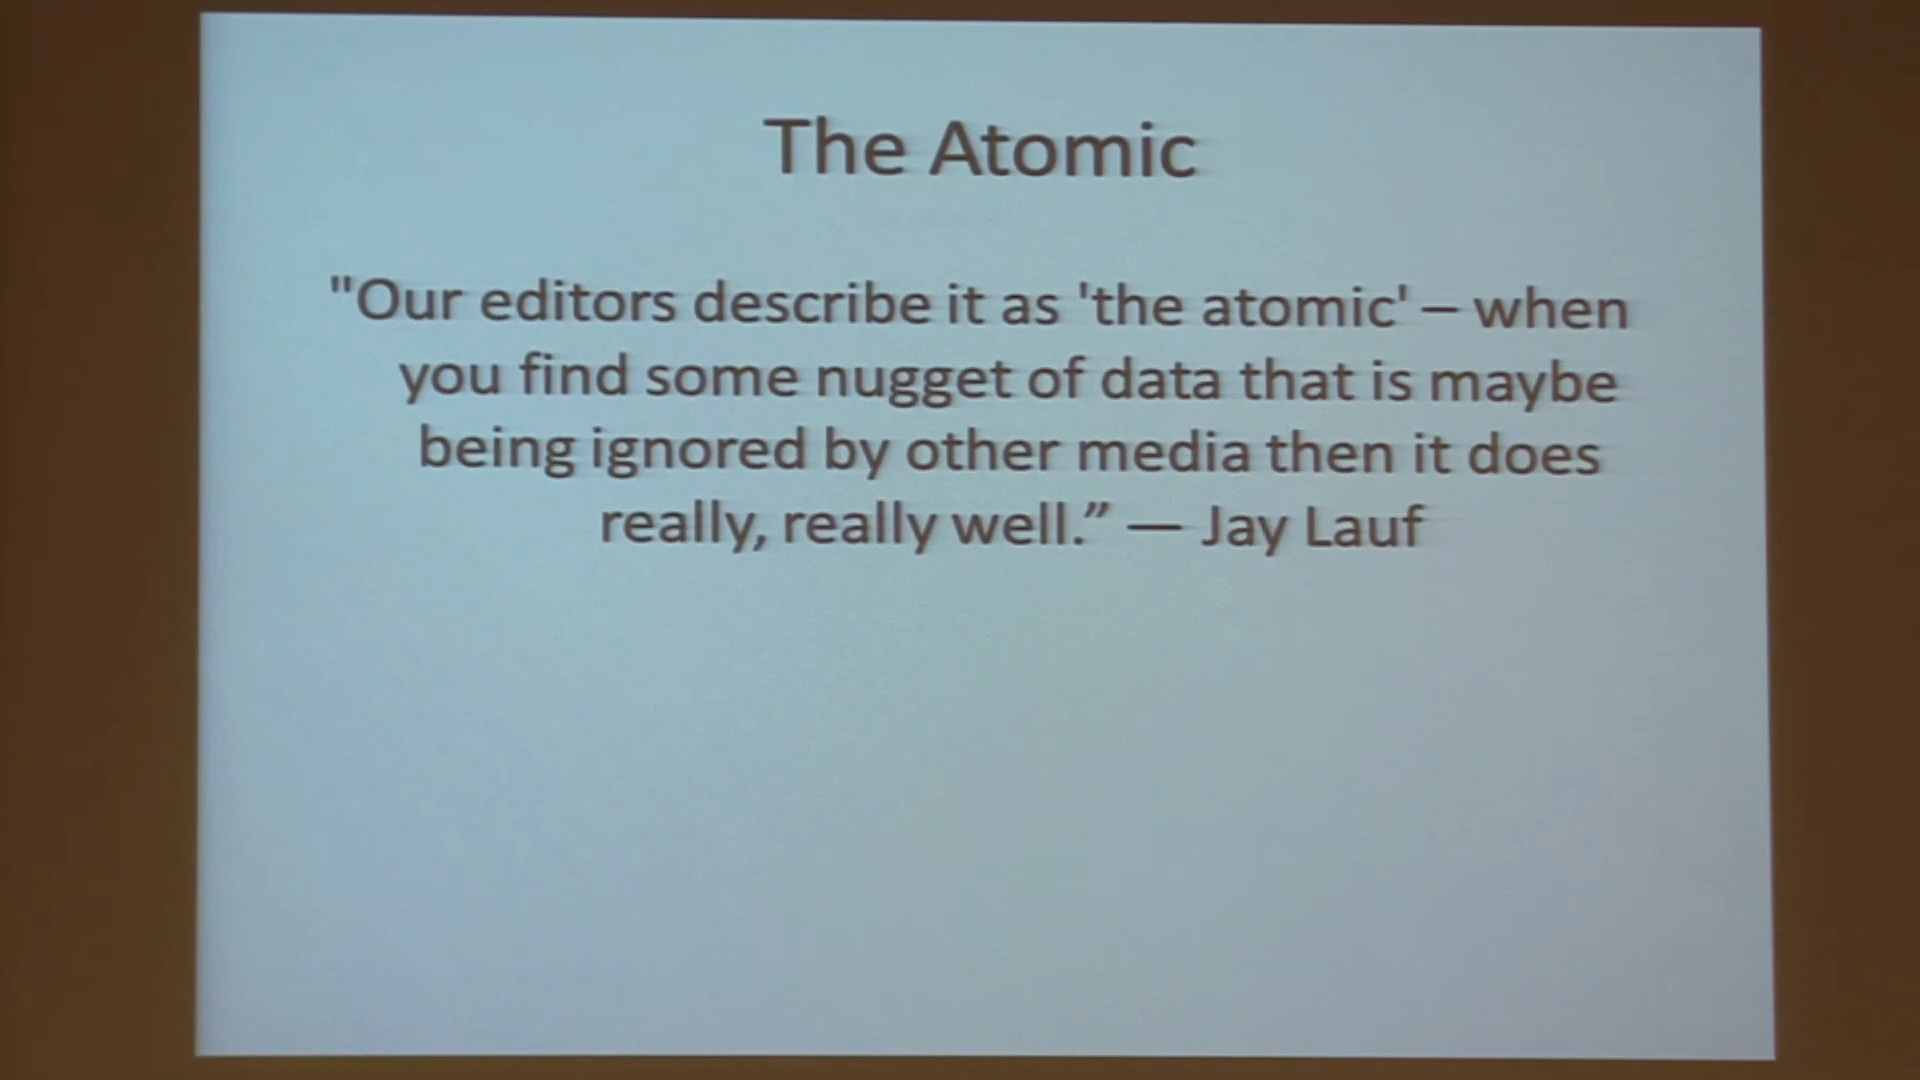 The Atomic
"Our editors describe it as 'the atomic' – when
you find some nugget of data that is maybe
being ignored by other media then it does
really, really well.” — Jay Lauf